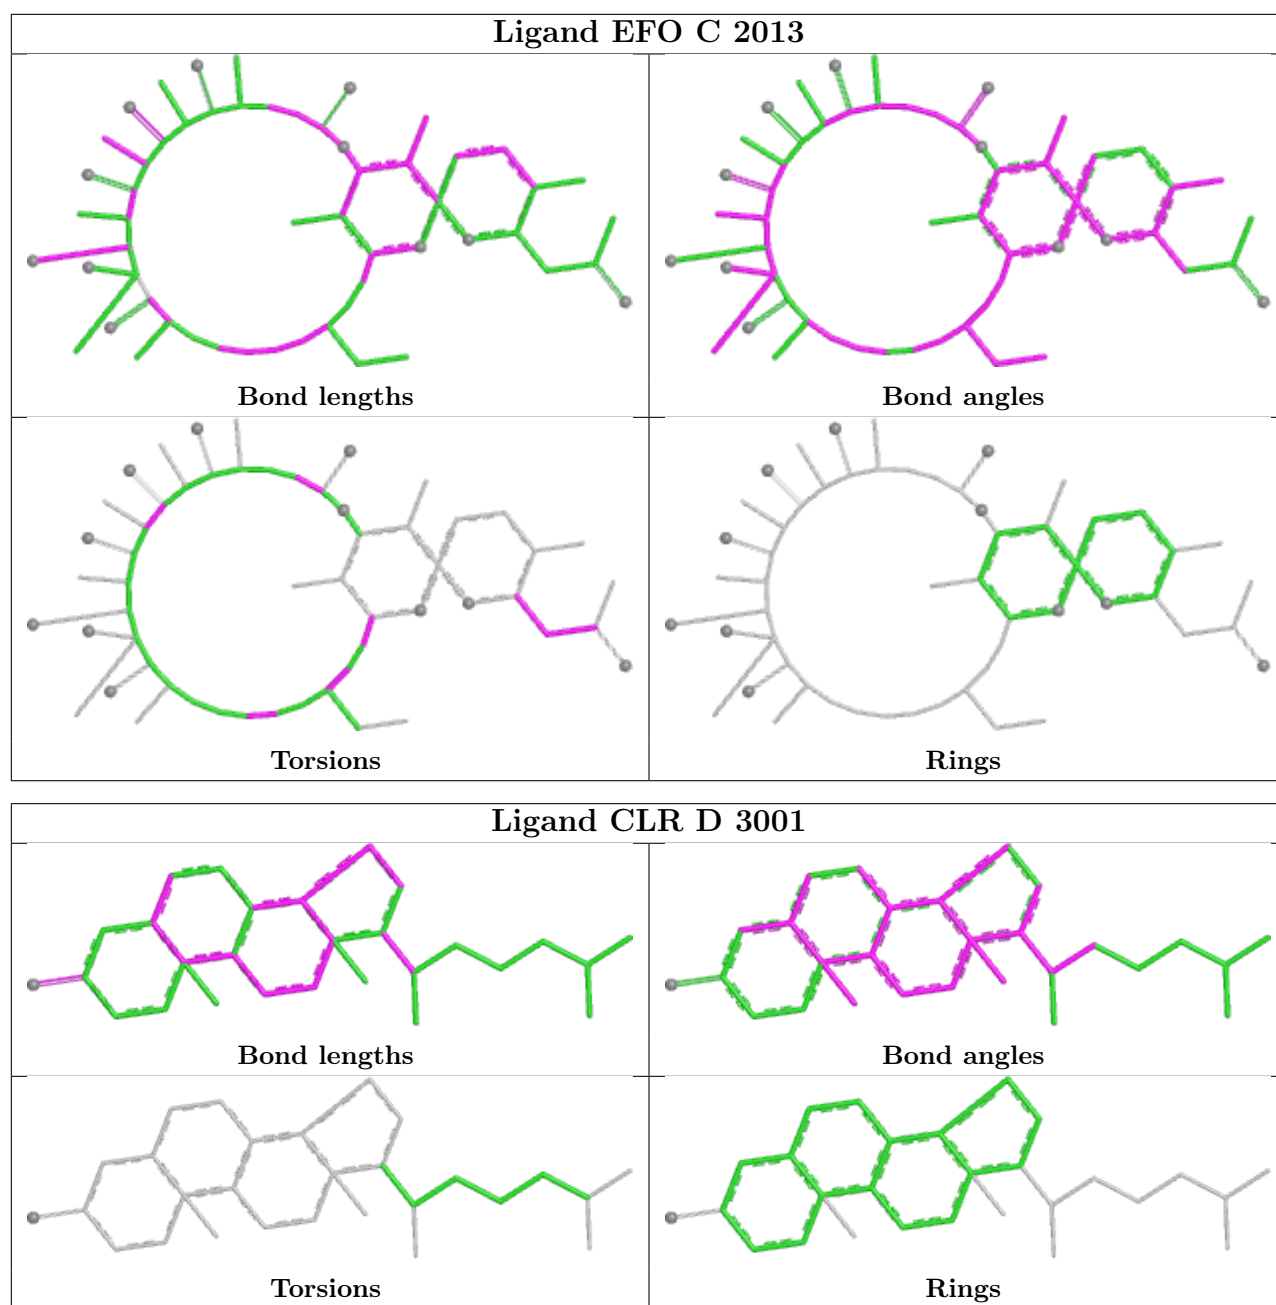 Ligand EFO C 2013
Bond lengths
Bond angles
Torsions
Rings
Ligand CLR D 3001
Bond lengths
Bond angles
Torsions
Rings